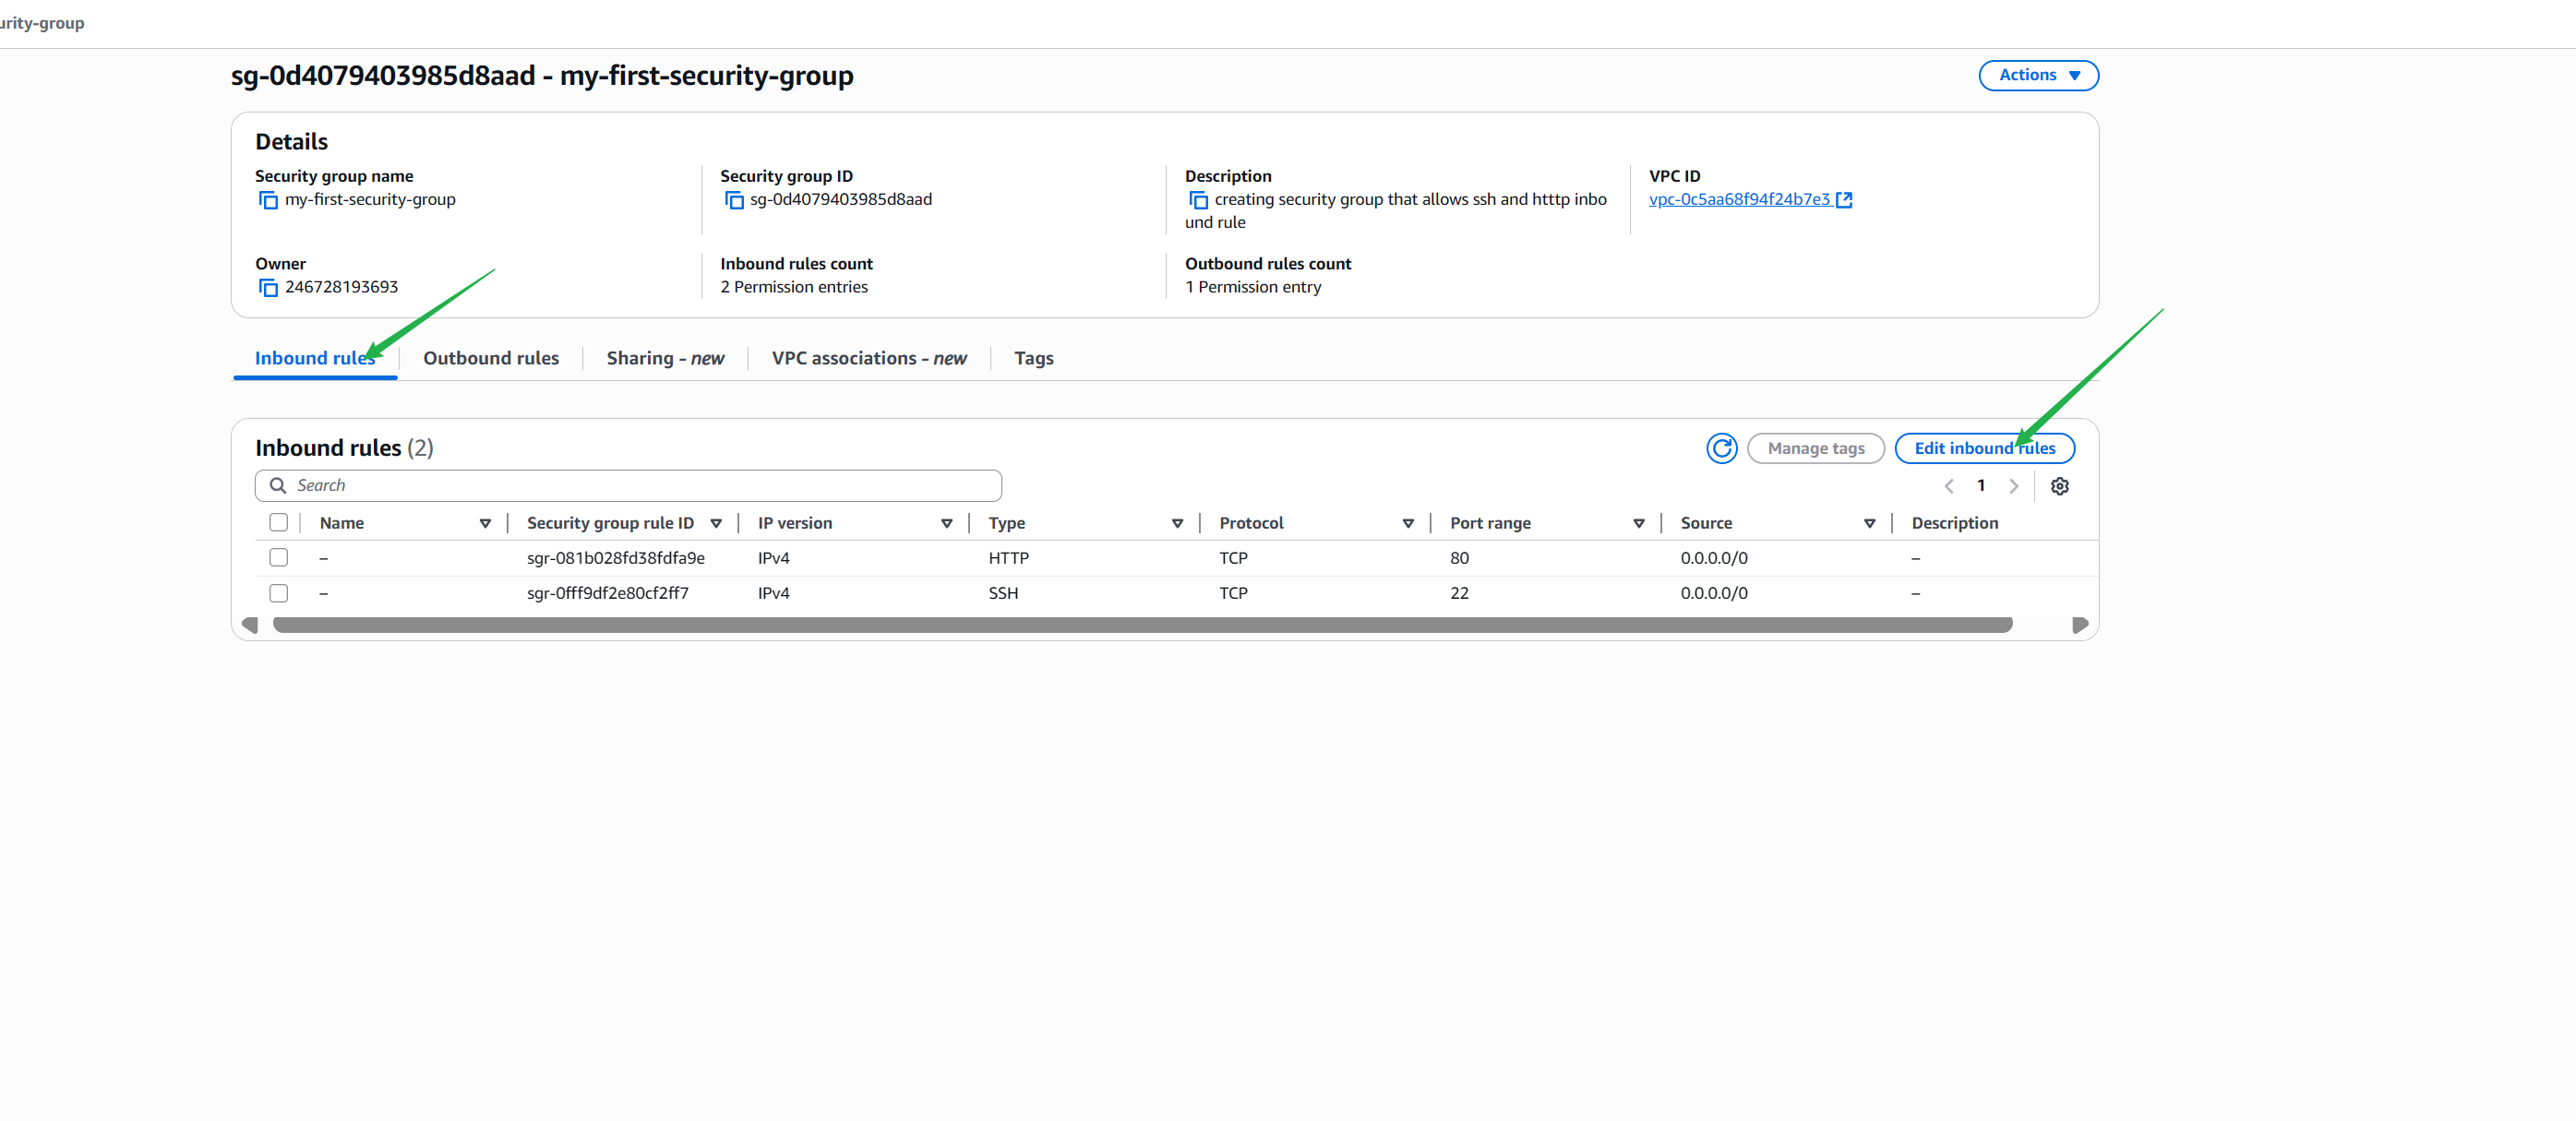 urity-group
sg-0d4079403985d8aad - my-first-security-group
Actions
Details
Security group name
my-first-security-group
Security group ID
sg-0d4079403985d8aad
Description
creating security group that allows ssh and htttp inbo
und rule
VPC ID
vpc-0c5aa68f94f24b7e3
Owner
246728193693
Inbound rules count
2 Permission entries
Outbound rules count
1 Permission entry
Inbound rules
Outbound rules
Sharing - new
VPC associations - new
Tags
Inbound rules (2)
Manage tags
Edit inbound rules
Search
1
Name Security group rule ID IP version Type Protocol Port range Source Description
– sgr-081b028fd38fdfa9e IPv4 HTTP TCP 80 0.0.0.0/0 –
– sgr-0fff9df2e80cf2ff7 IPv4 SSH TCP 22 0.0.0.0/0 –